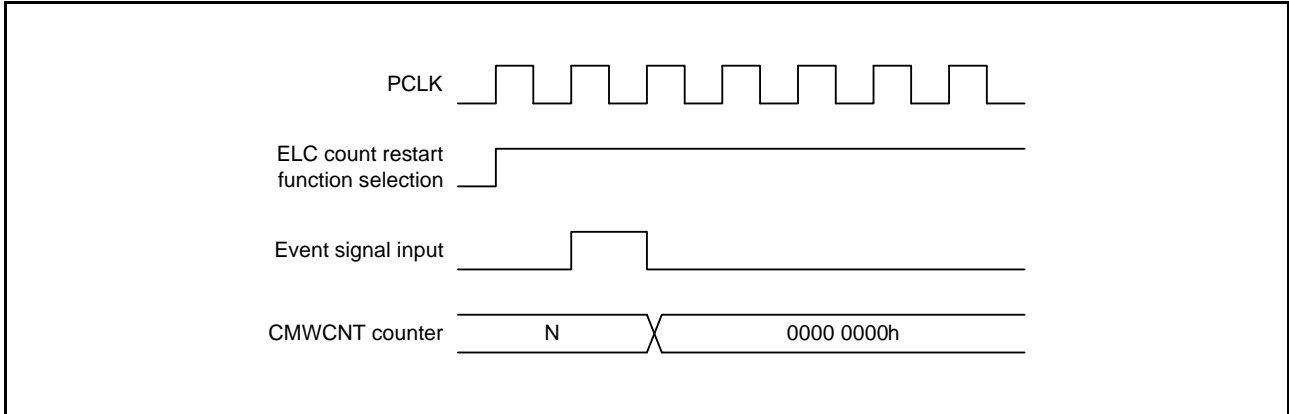 PCLK
ELC count restart
function selection
Event signal input
CMWCNT counter
N
0000 0000h